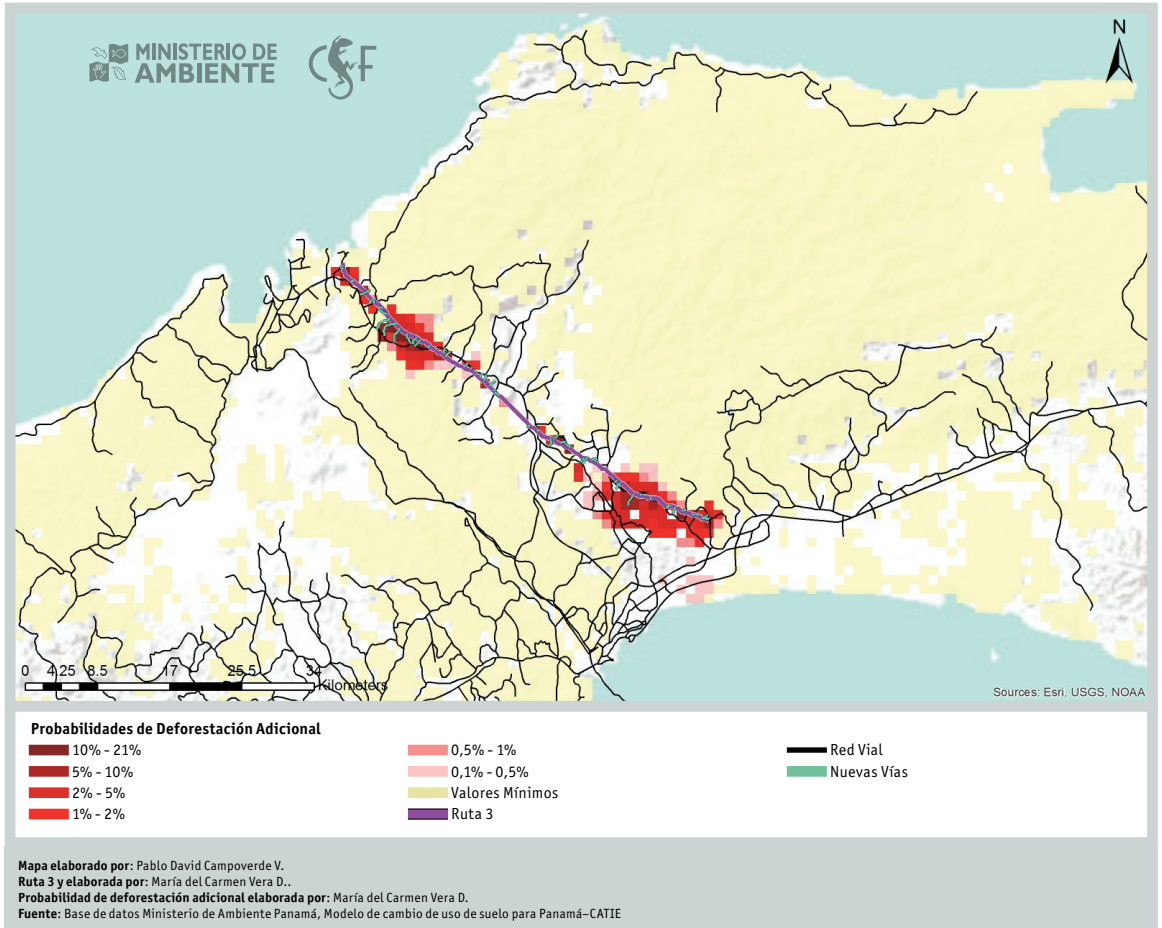 MINISTERIO DE
AMBIENTE
CSF
N
0 4,25 8.5 17 25.5 34
Kilometers
Sources: Esri, USGS, NOAA
Probabilidades de Deforestación Adicional
10% - 21%
5% - 10%
2% - 5%
1% - 2%
0,5% - 1%
0,1% - 0,5%
Valores Mínimos
Ruta 3
Red Vial
Nuevas Vías
Mapa elaborado por: Pablo David Campoverde V.
Ruta 3 y elaborada por: María del Carmen Vera D..
Probabilidad de deforestación adicional elaborada por: María del Carmen Vera D.
Fuente: Base de datos Ministerio de Ambiente Panamá, Modelo de cambio de uso de suelo para Panamá–CATIE